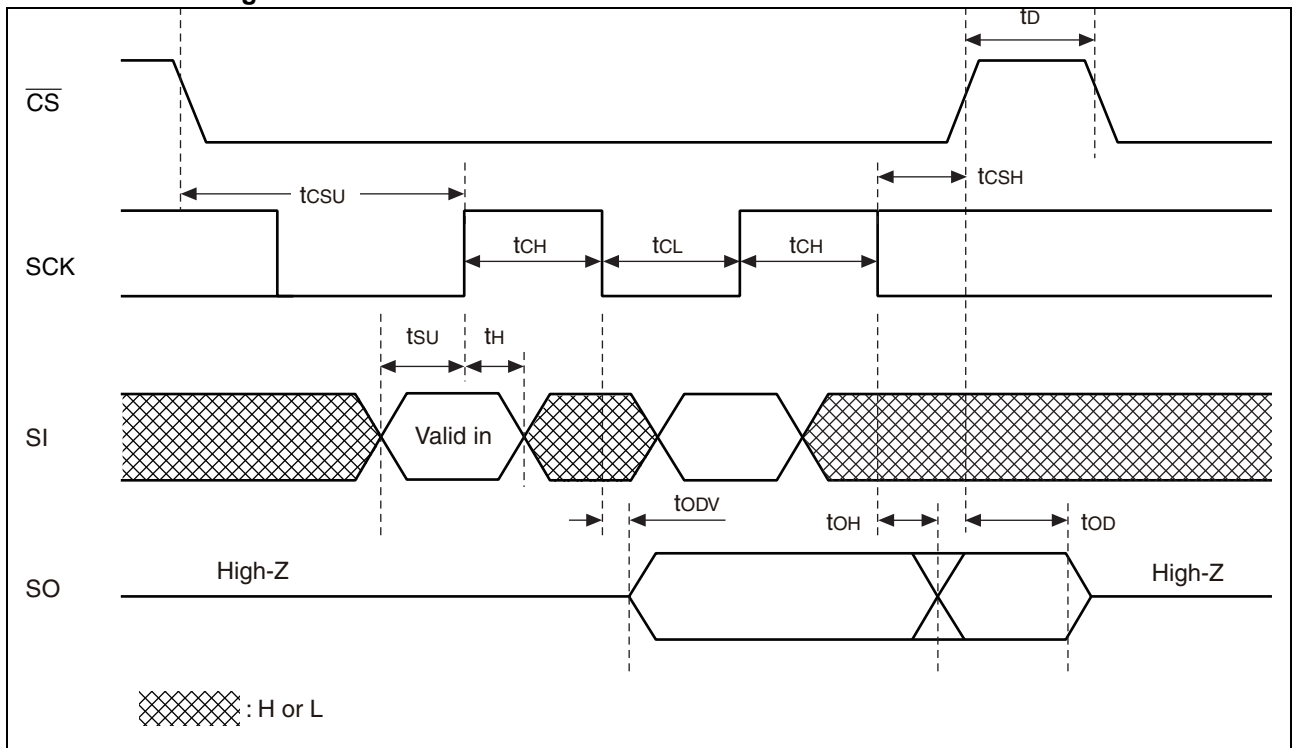 tD
CS
tCSU
tCSH
SCK
tCH
tCL
tCH
tSU
tH
SI
Valid in
tODV
tOH
tOD
SO
High-Z
High-Z
: H or L